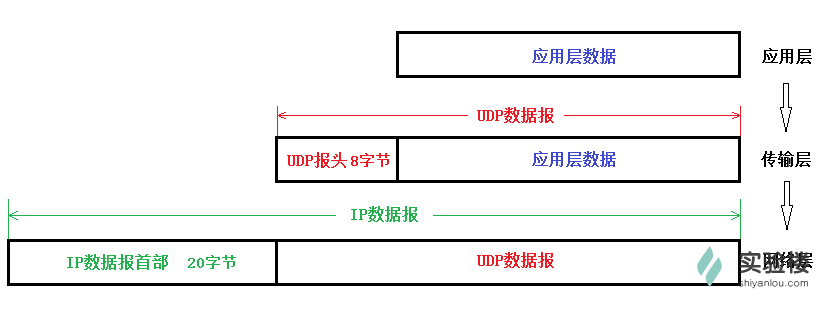 应用层数据 应用层
UDP数据报
UDP报头 8字节 应用层数据 传输层
IP数据报
IP数据报首部 20字节 UDP数据报 网络层
实验楼
shiyanlou.com